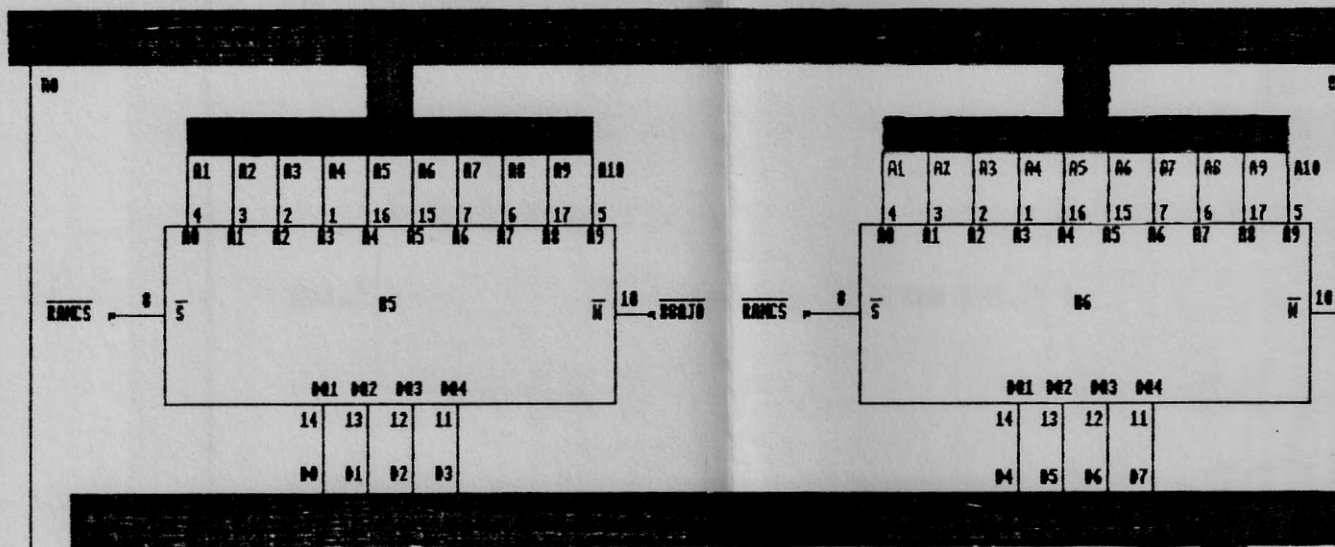 A0
A1 A2 A3 A4 A5 A6 A7 A8 A9 A10
4 3 2 1 16 15 7 6 17 5
A0 A1 A2 A3 A4 A5 A6 A7 A8 A9
RAMCS 8 S 10
DQ1 DQ2 DQ3 DQ4
14 13 12 11
D0 D1 D2 D3
A1 A2 A3 A4 A5 A6 A7 A8 A9 A10
4 3 2 1 16 15 7 6 17 5
A0 A1 A2 A3 A4 A5 A6 A7 A8 A9
RAMCS 8 S 10
DQ1 DQ2 DQ3 DQ4
14 13 12 11
D4 D5 D6 D7